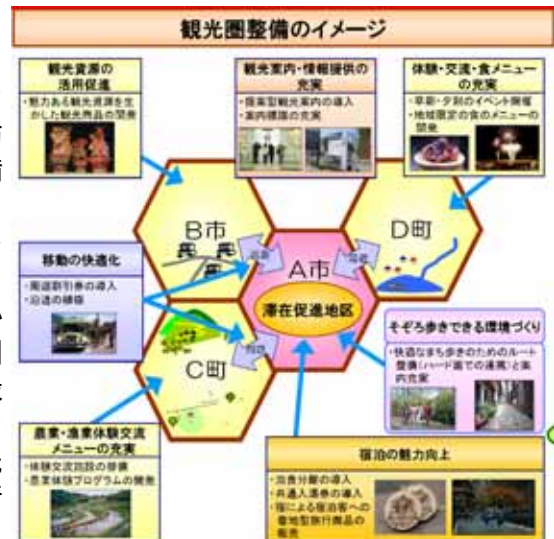 観光圏整備のイメージ
観光資源の
活用促進
・魅力ある観光資源を生
かした観光商品の開発
観光案内・情報提供の
充実
・提案型観光案内の導入
・案内標識の充実
体験・交流・食メニュー
の充実
・早朝・夕刻のイベント開催
・地域限定の食のメニューの
開発
B市
D町
A市
滞在促進地区
C町
移動の快適化
・周遊割引券の導入
・沿道の植樹
そぞろ歩きできる環境づくり
・快適なまち歩きのためのルート
整備(ハード面での連携)と案
内充実
農業・漁業体験交流
メニューの充実
・体験交流施設の整備
・農業体験プログラムの開発
宿泊の魅力向上
・泊食分離の導入
・共通入湯券の導入
・宿による宿泊客への
着地型旅行商品の
販売